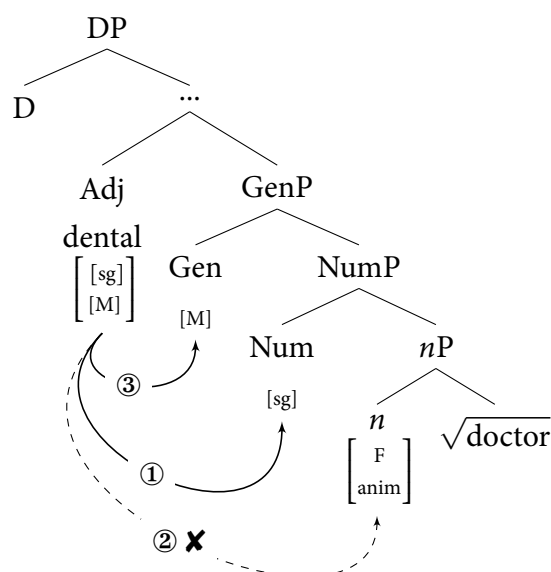 DP
D ...
Adj GenP
dental
[sg]
[M]
Gen NumP
[M]
Num nP
③
[sg]
n √doctor
F
anim
①
② ✘